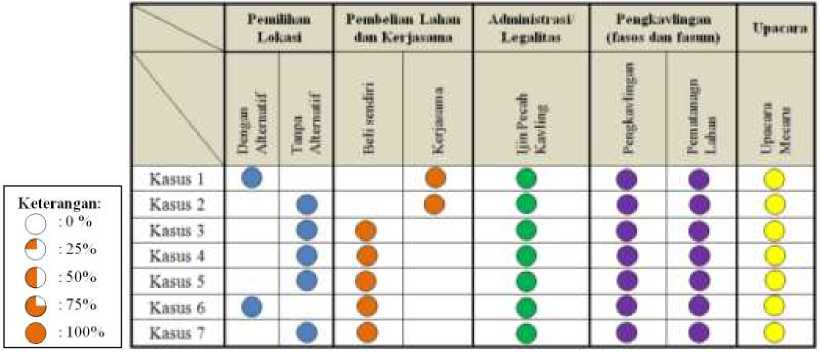 Pemilihan Lokasi
Pembelian Lahan dan Kerjasama
Administrasi/ Legalitas
Pengkavlingan (fasos dan fasum)
Upacara
Dengan Alternatif
Tanpa Alternatif
Beli sendiri
Kerjasama
Ijin Pecah Kavling
Pengkavlingan
Pematanagn Lahan
Upacara Mecaru
Kasus 1
Kasus 2
Kasus 3
Kasus 4
Kasus 5
Kasus 6
Kasus 7
Keterangan:
: 0 %
: 25%
: 50%
: 75%
: 100%